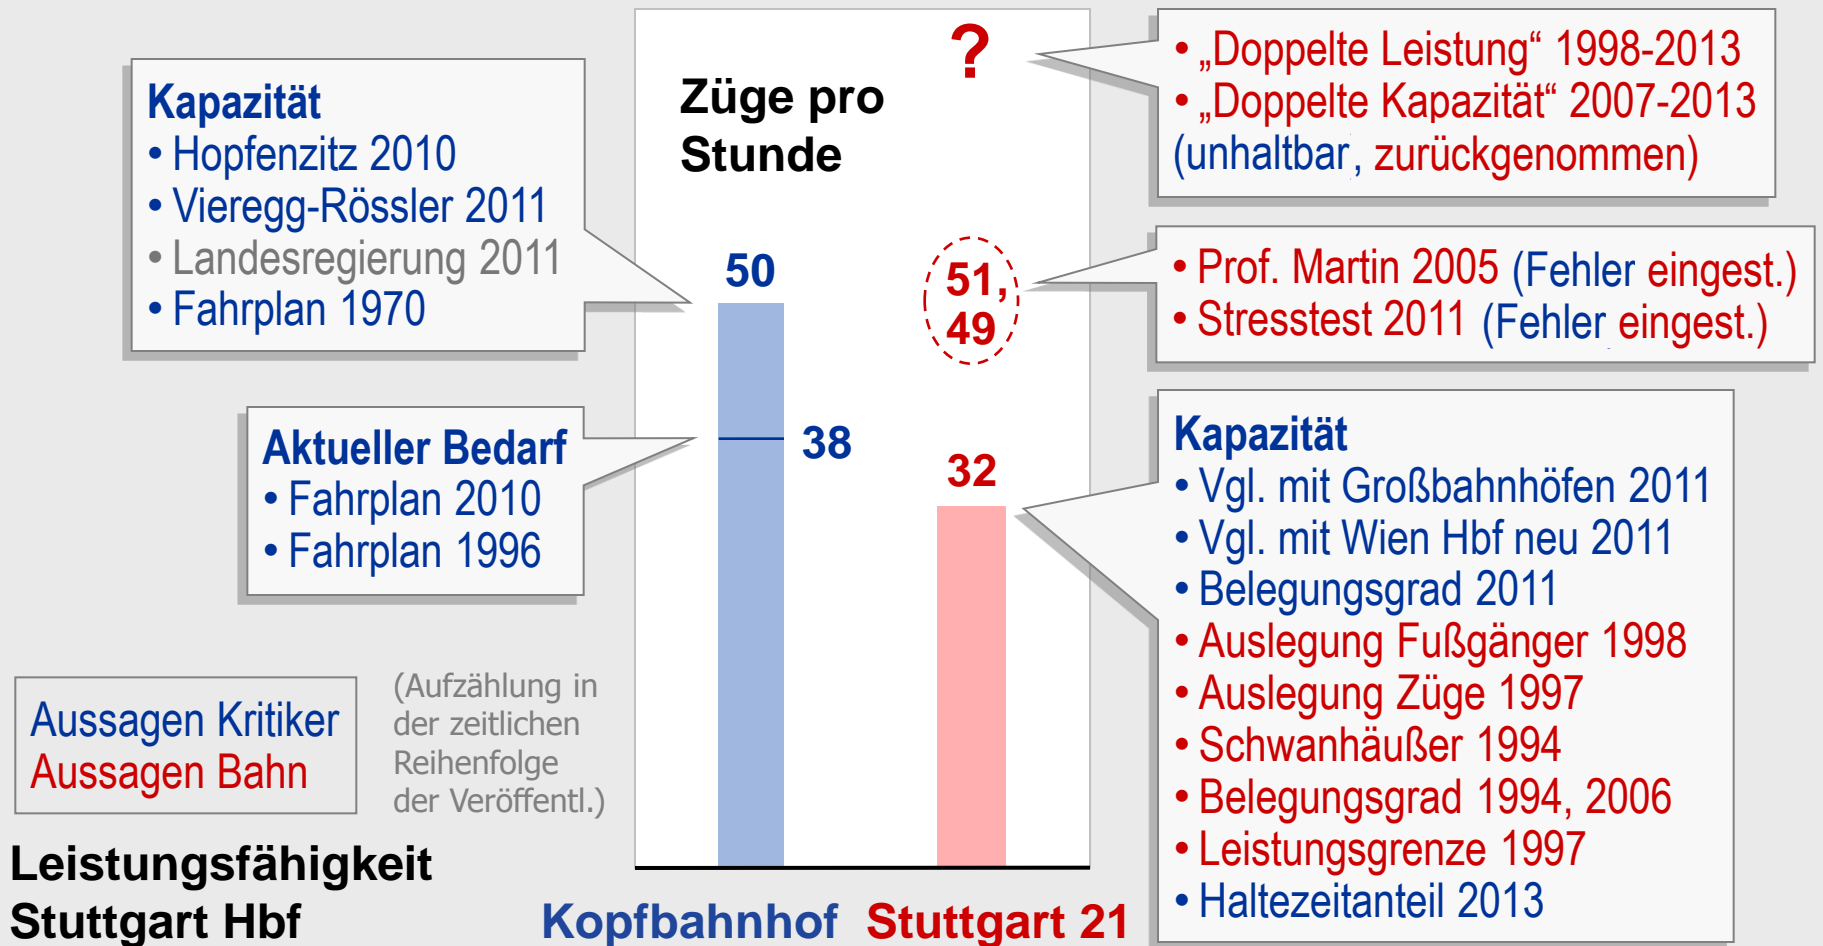 Kapazität
• Hopfenzitz 2010
• Vieregg-Rössler 2011
• Landesregierung 2011
• Fahrplan 1970
Aktueller Bedarf
• Fahrplan 2010
• Fahrplan 1996
Aussagen Kritiker
Aussagen Bahn
(Aufzählung in
der zeitlichen
Reihenfolge
der Veröffentl.)
Leistungsfähigkeit
Stuttgart Hbf
Züge pro
Stunde
?
50
51,
49
38
32
Kopfbahnhof
Stuttgart 21
• „Doppelte Leistung“ 1998-2013
• „Doppelte Kapazität“ 2007-2013
(unhaltbar, zurückgenommen)
• Prof. Martin 2005 (Fehler eingest.)
• Stresstest 2011 (Fehler eingest.)
Kapazität
• Vgl. mit Großbahnhöfen 2011
• Vgl. mit Wien Hbf neu 2011
• Belegungsgrad 2011
• Auslegung Fußgänger 1998
• Auslegung Züge 1997
• Schwanhäußer 1994
• Belegungsgrad 1994, 2006
• Leistungsgrenze 1997
• Haltezeitanteil 2013